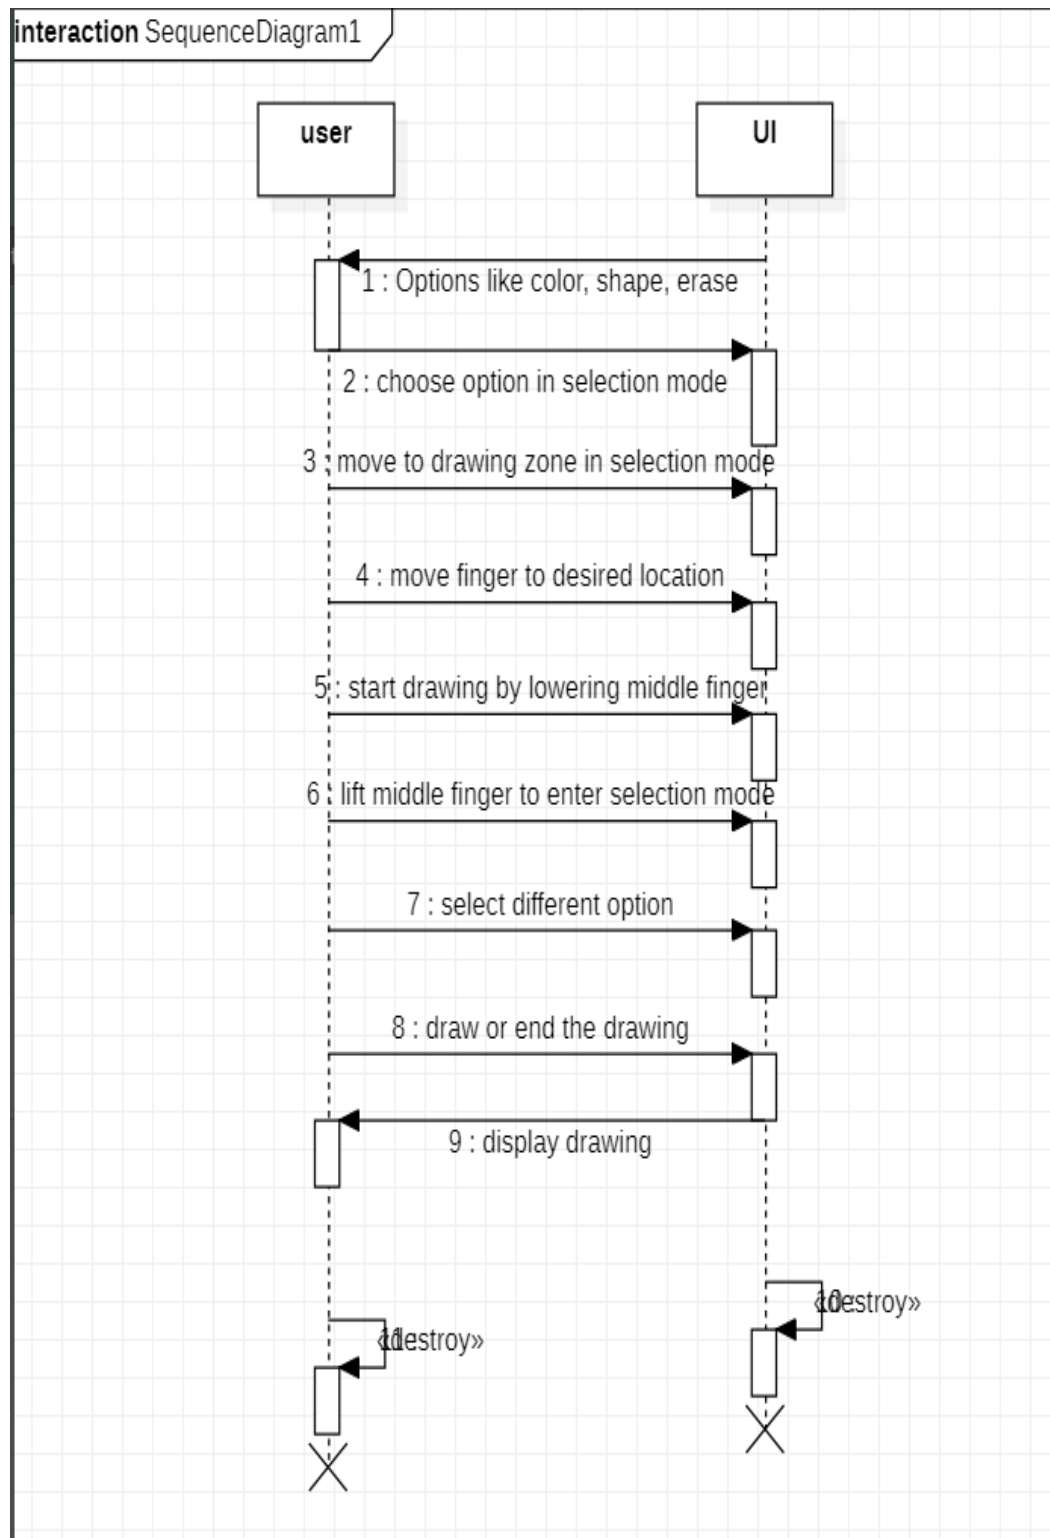 interaction SequenceDiagram1
user
UI
1 : Options like color, shape, erase
2 : choose option in selection mode
3 : move to drawing zone in selection mode
4 : move finger to desired location
5 : start drawing by lowering middle finger
6 : lift middle finger to enter selection mode
7 : select different option
8 : draw or end the drawing
9 : display drawing
10 : «destroy»
11 : «destroy»